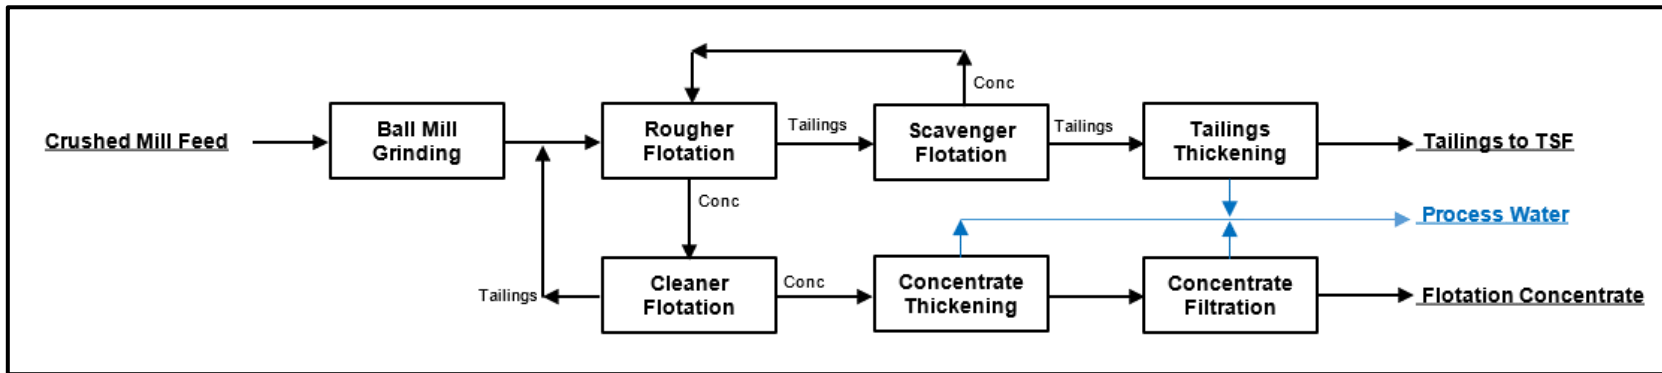 Conc
Crushed Mill Feed
Ball Mill
Grinding
Rougher
Flotation
Tailings
Scavenger
Flotation
Tailings
Tailings
Thickening
Tailings to TSF
Conc
Process Water
Tailings
Cleaner
Flotation
Conc
Concentrate
Thickening
Concentrate
Filtration
Flotation Concentrate